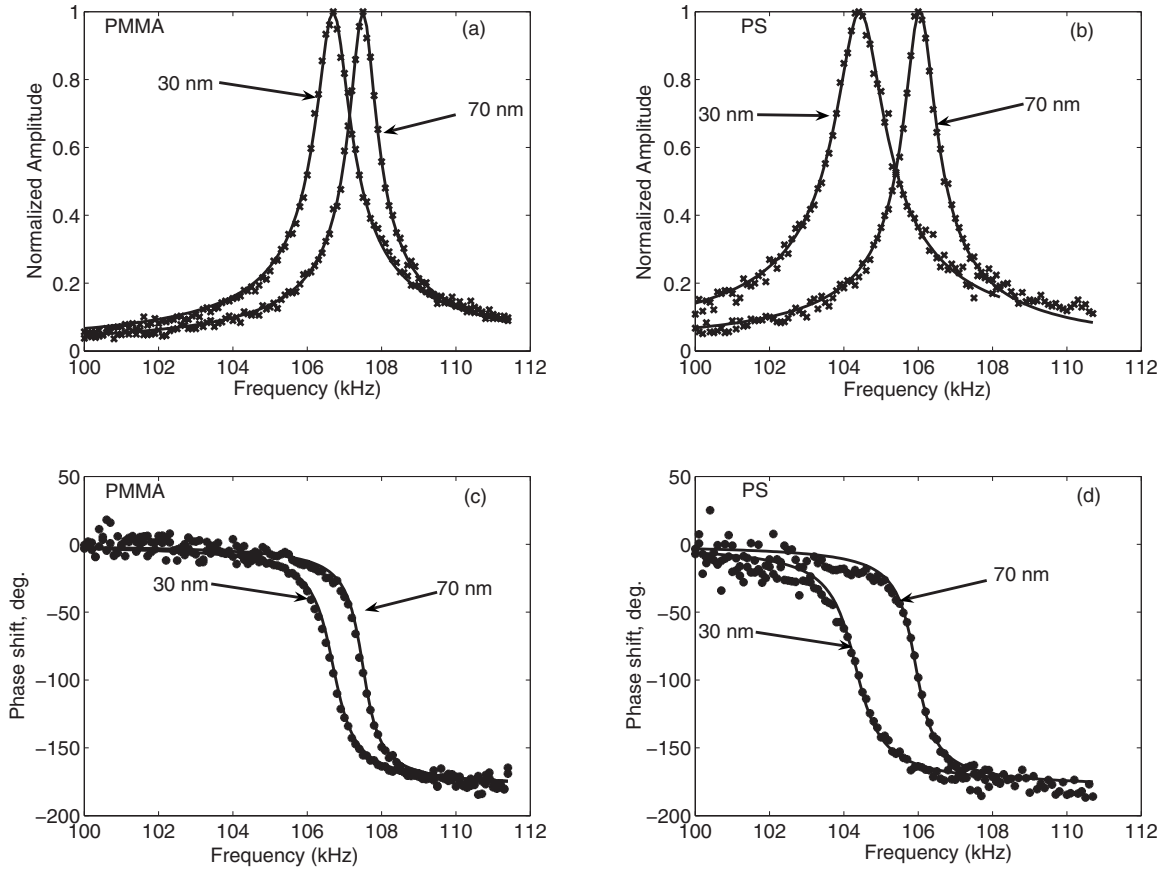 PMMA
(a)
30 nm
70 nm
Normalized Amplitude
1
0.8
0.6
0.4
0.2
0
100 102 104 106 108 110 112
Frequency (kHz)
PS
(b)
30 nm
70 nm
Normalized Amplitude
1
0.8
0.6
0.4
0.2
0
100 102 104 106 108 110 112
Frequency (kHz)
PMMA
(c)
30 nm
70 nm
Phase shift, deg.
50
0
−50
−100
−150
−200
100 102 104 106 108 110 112
Frequency (kHz)
PS
(d)
70 nm
30 nm
Phase shift, deg.
50
0
−50
−100
−150
−200
100 102 104 106 108 110 112
Frequency (kHz)